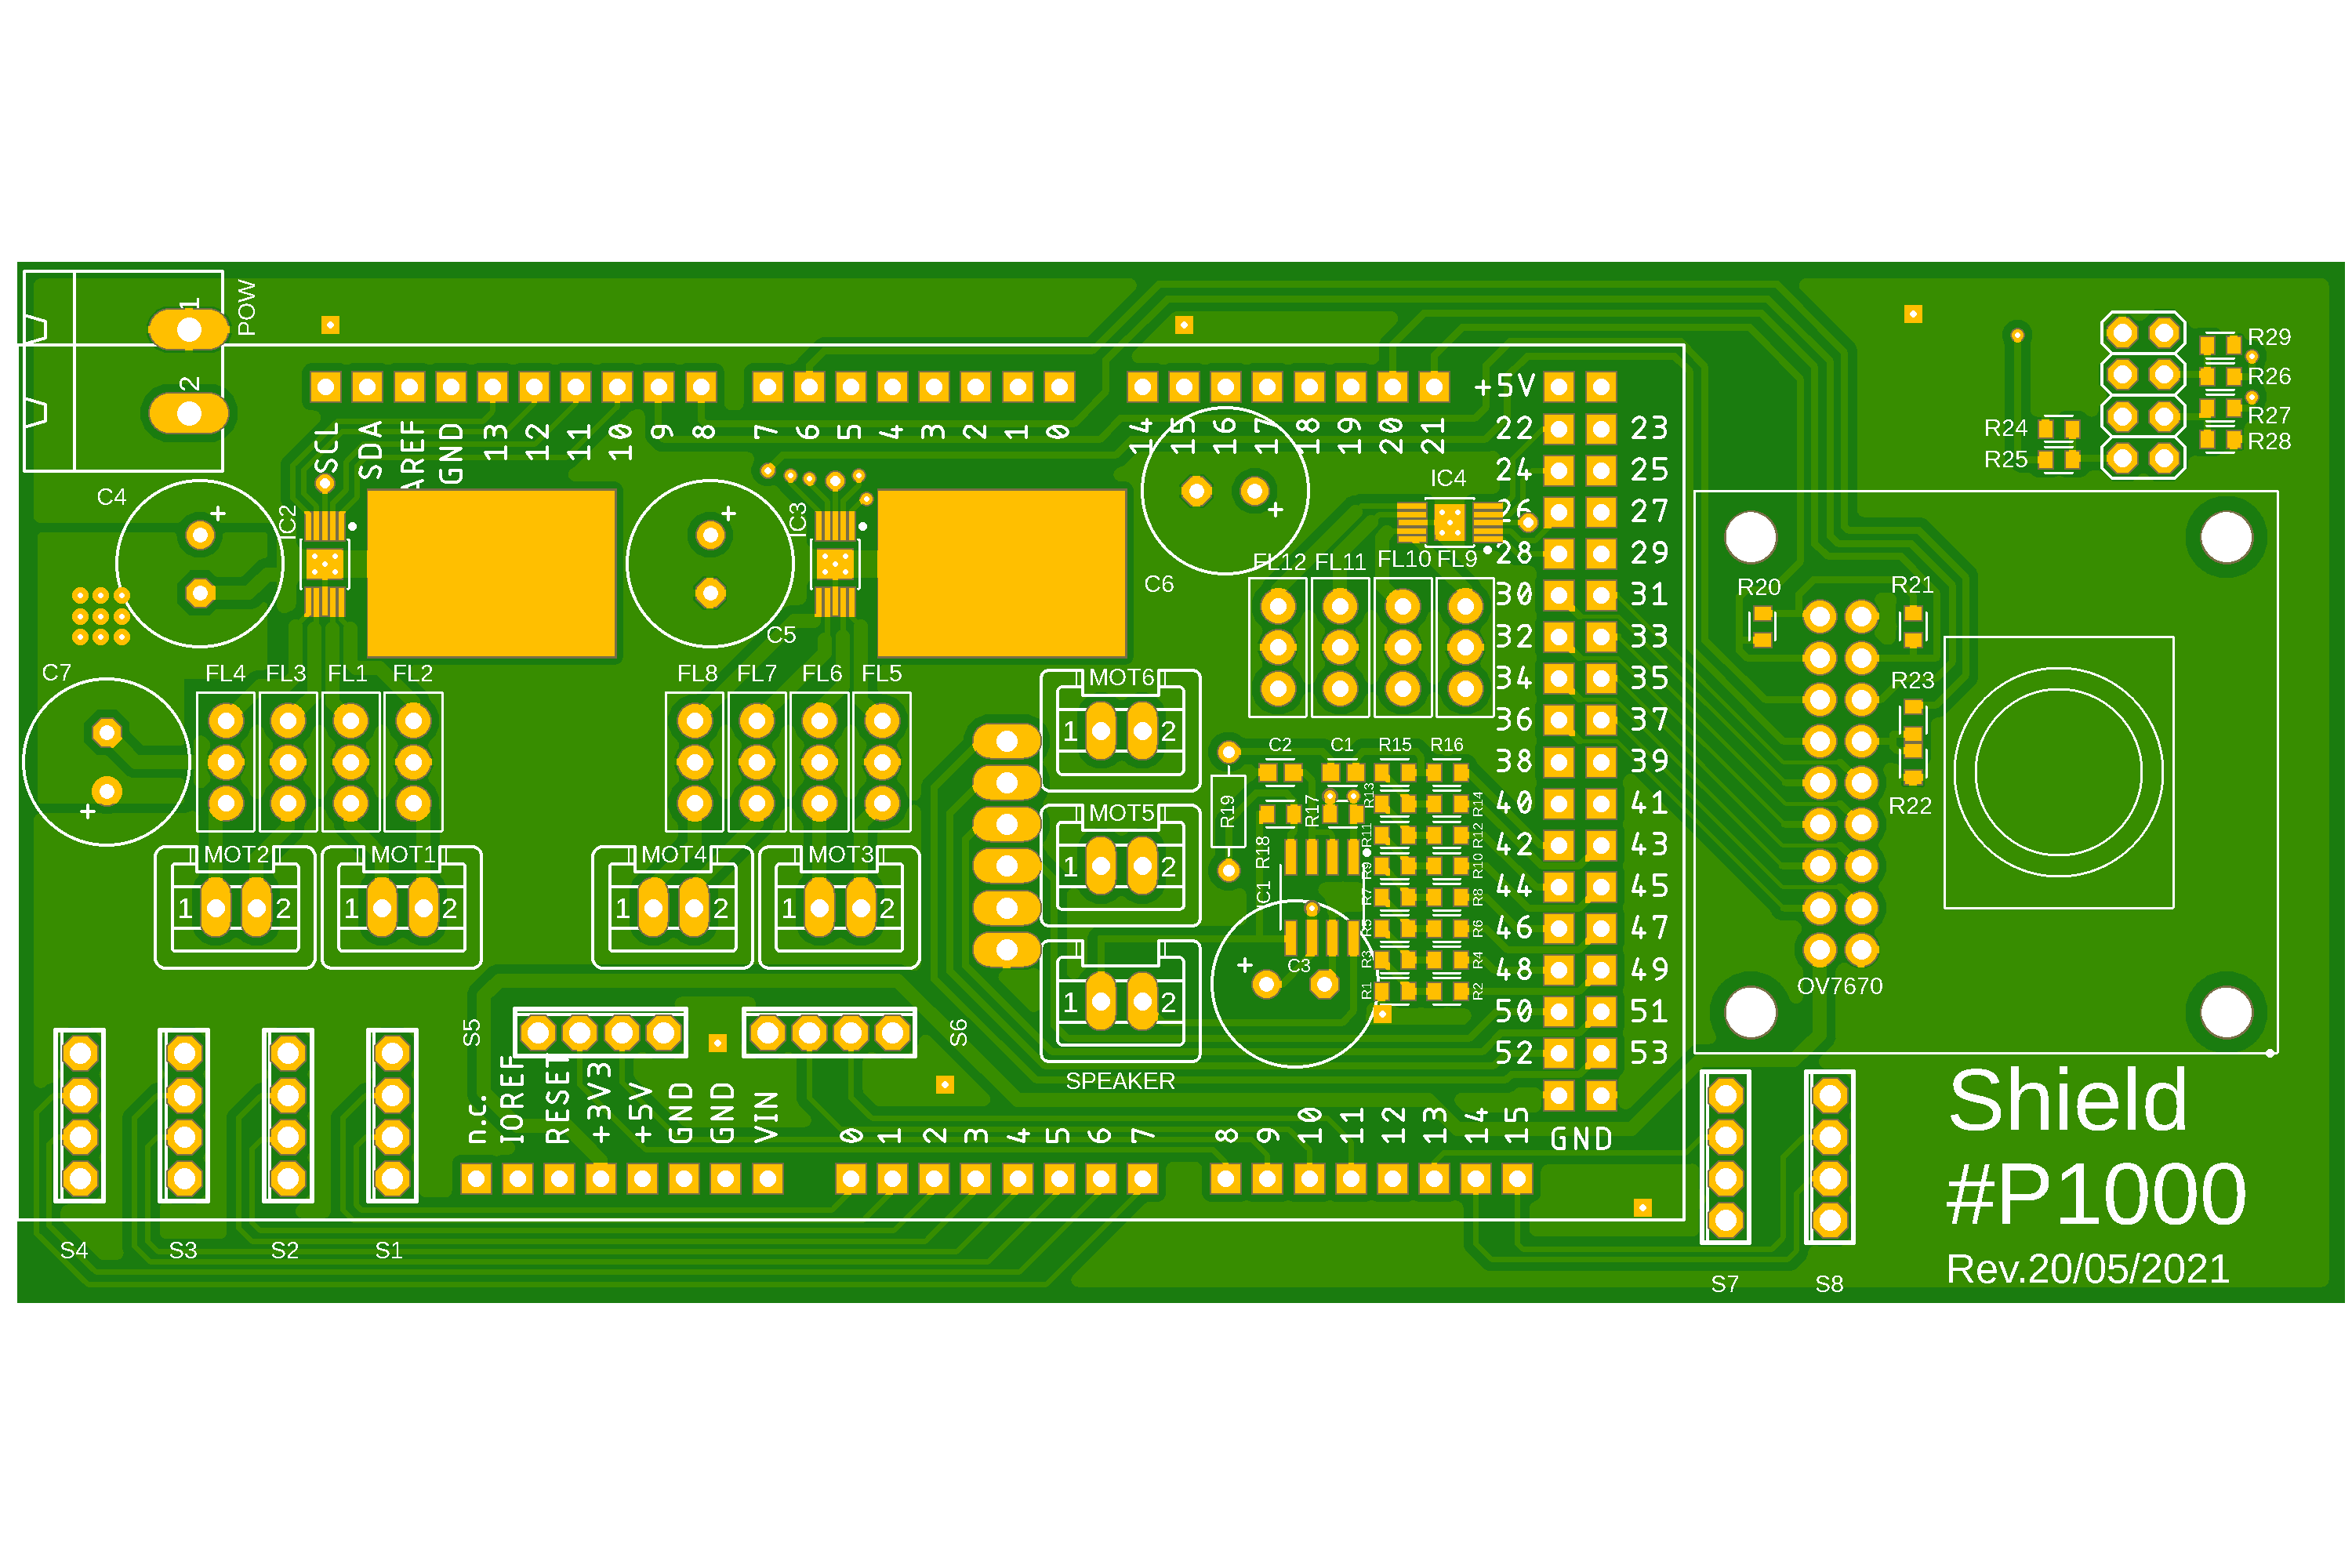 POW
1
2
R29
R26
R27
R28
R24
R25
SCL
SDA
AREF
GND
13
12
11
10
9
8
7
6
5
4
3
2
1
0
14
15
16
17
18
19
20
21
+5V
22 23
24 25
26 27
28 29
30 31
32 33
34 35
36 37
38 39
40 41
42 43
44 45
46 47
48 49
50 51
52 53
GND
C4
+
IC2
+
IC3
C5
C6
+
IC4
FL12 FL11 FL10 FL9
R20
R21
R23
R22
OV7670
C7
+
FL4 FL3 FL1 FL2
FL8 FL7 FL6 FL5
MOT6
1 2
MOT5
1 2
MOT2
1 2
MOT1
1 2
MOT4
1 2
MOT3
1 2
SPEAKER
1 2
R19
C2
C1
R15
R16
R17
R13
R14
R18
R11
R12
R9
R10
IC1
R7
R8
R5
R6
C3
+
R3
R4
R1
R2
S5
S6
n.c.
IOREF
RESET
+3V3
+5V
GND
GND
VIN
0
1
2
3
4
5
6
7
8
9
10
11
12
13
14
15
S4
S3
S2
S1
S7
S8
Shield
#P1000
Rev.20/05/2021